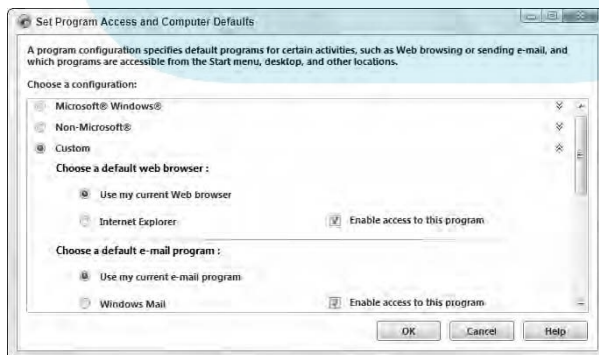 Set Program Access and Computer Defaults
A program configuration specifies default programs for certain activities, such as Web browsing or sending e-mail, and
which programs are accessible from the Start menu, desktop, and other locations.
Choose a configuration:
Microsoft® Windows®
Non-Microsoft®
Custom
Choose a default web browser :
Use my current Web browser
Internet Explorer Enable access to this program
Choose a default e-mail program :
Use my current e-mail program
Windows Mail Enable access to this program
OK Cancel Help